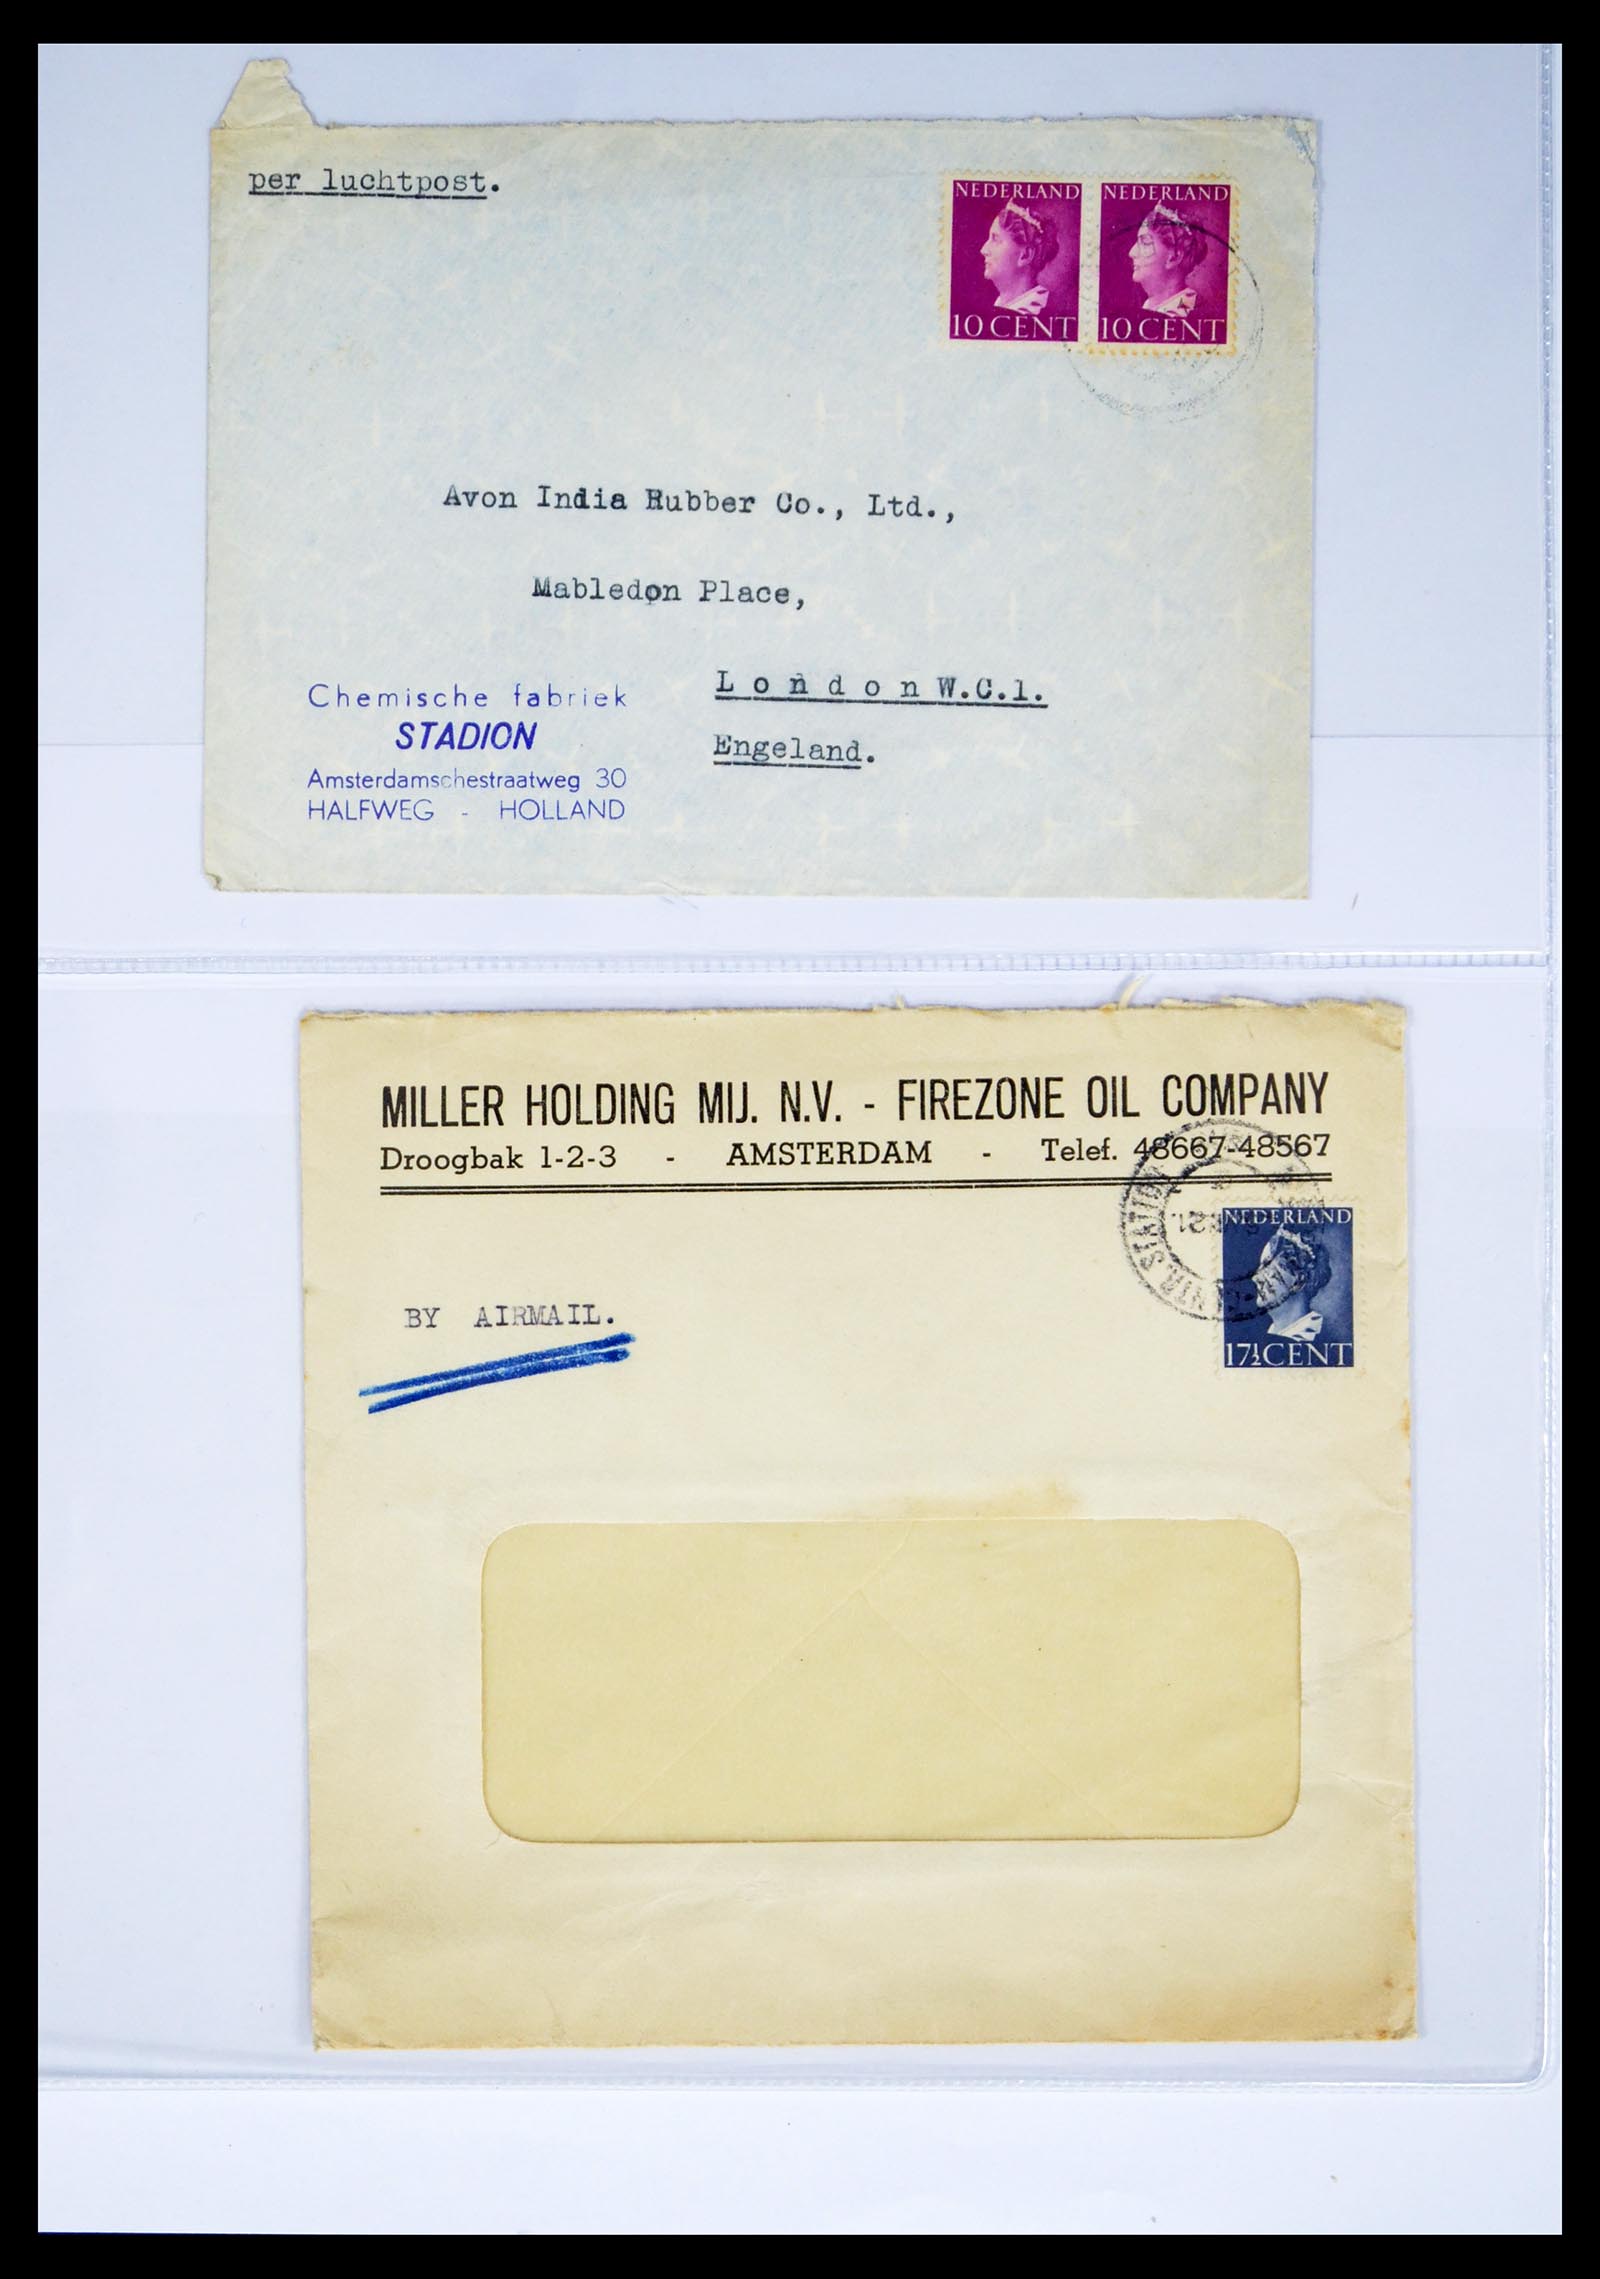 per luchtpost.
NEDERLAND
10 CENT
NEDERLAND
10 CENT
Avon India Rubber Co., Ltd.,
Mabledon Place,
London W.C.1.
Engeland.
Chemische fabriek
STADION
Amsterdamschestraatweg 30
HALFWEG - HOLLAND
MILLER HOLDING MIJ. N.V. - FIREZONE OIL COMPANY
Droogbak 1-2-3 - AMSTERDAM - Telef. 48667-48567
NEDERLAND
17½CENT
STATION
BY AIRMAIL.